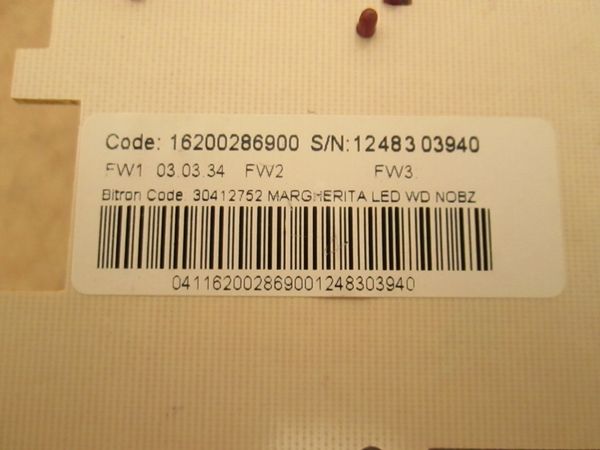 Code: 16200286900 S/N:12483 03940
FW1 03.03.34 FW2 FW3
Bitron Code 30412752 MARGHERITA LED WD NOBZ
041162002869001248303940